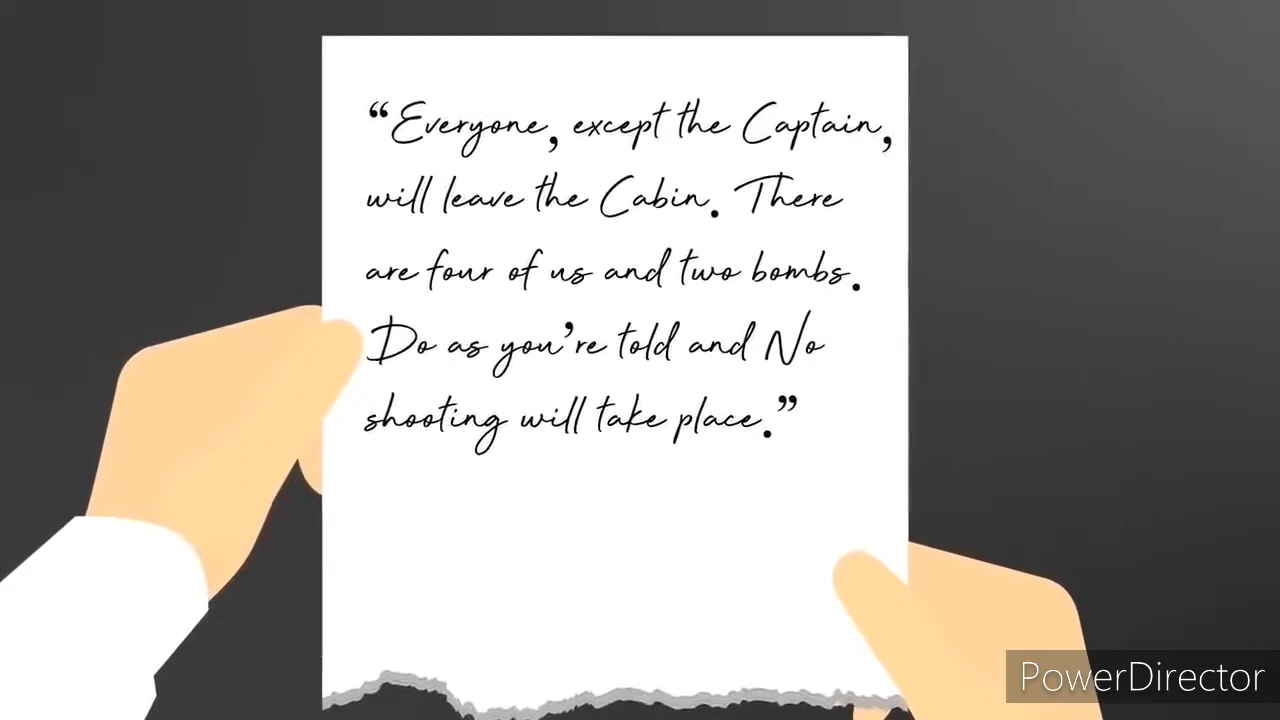 “Everyone, except the Captain,
will leave the Cabin. There
are four of us and two bombs.
Do as you’re told and No
shooting will take place.”
PowerDirector